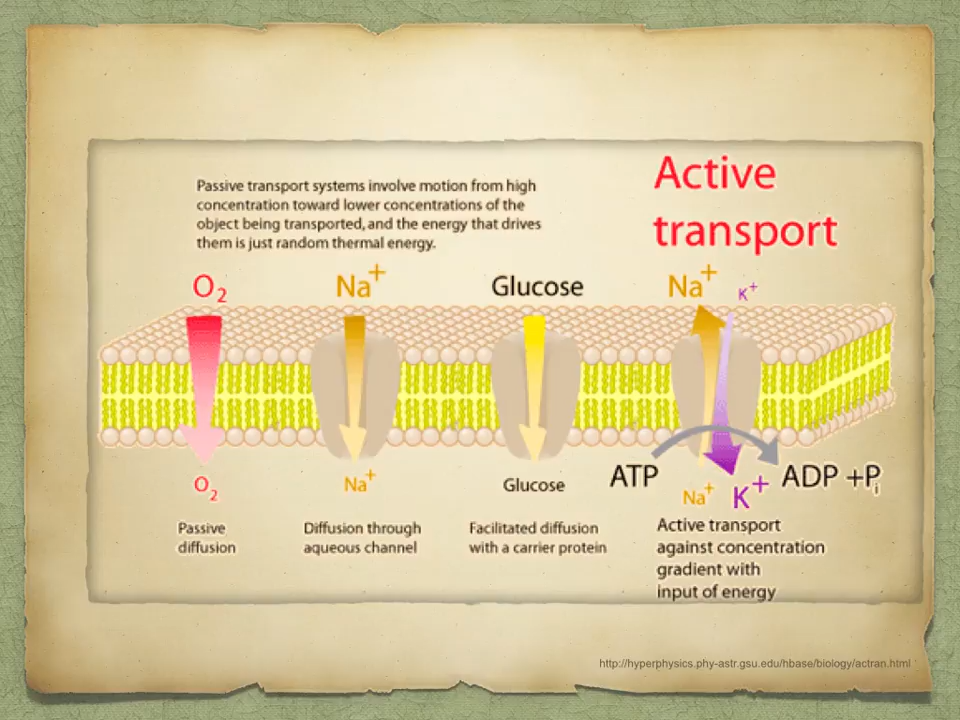 Passive transport systems involve motion from high
concentration toward lower concentrations of the
object being transported, and the energy that drives
them is just random thermal energy.
Active
transport
O2
Na+
Glucose
Na+
K+
ATP
ADP +Pi
O2
Na+
Glucose
Na+
K+
Passive
diffusion
Diffusion through
aqueous channel
Facilitated diffusion
with a carrier protein
Active transport
against concentration
gradient with
input of energy
http://hyperphysics.phy-astr.gsu.edu/hbase/biology/actran.html